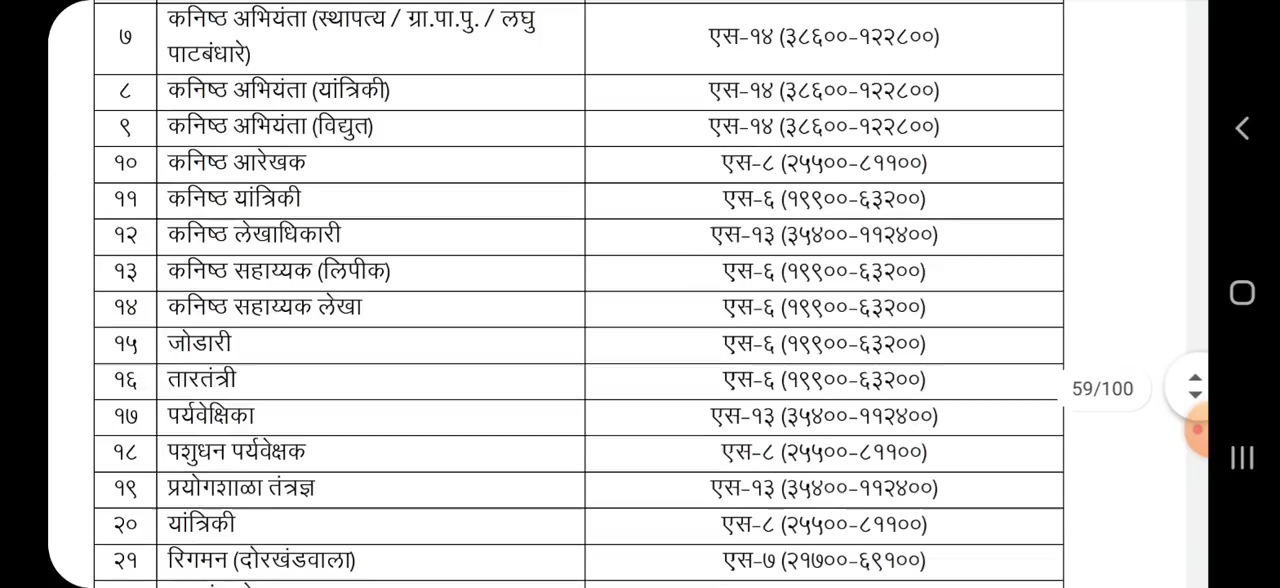 ७ कनिष्ठ अभियंता (स्थापत्य / ग्रा.पा.पु. / लघु
पाटबंधारे) एस-१४ (३८६००-१२२८००)
८ कनिष्ठ अभियंता (यांत्रिकी) एस-१४ (३८६००-१२२८००)
९ कनिष्ठ अभियंता (विद्युत) एस-१४ (३८६००-१२२८००)
१० कनिष्ठ आरेखक एस-८ (२५५००-८११००)
११ कनिष्ठ यांत्रिकी एस-६ (१९९००-६३२००)
१२ कनिष्ठ लेखाधिकारी एस-१३ (३५४००-११२४००)
१३ कनिष्ठ सहाय्यक (लिपीक) एस-६ (१९९००-६३२००)
१४ कनिष्ठ सहाय्यक लेखा एस-६ (१९९००-६३२००)
१५ जोडारी एस-६ (१९९००-६३२००)
१६ तारतंत्री एस-६ (१९९००-६३२००)
१७ पर्यवेक्षिका एस-१३ (३५४००-११२४००)
१८ पशुधन पर्यवेक्षक एस-८ (२५५००-८११००)
१९ प्रयोगशाळा तंत्रज्ञ एस-१३ (३५४००-११२४००)
२० यांत्रिकी एस-८ (२५५००-८११००)
२१ रिगमन (दोरखंडवाला) एस-७ (२१७००-६९१००)
59/100